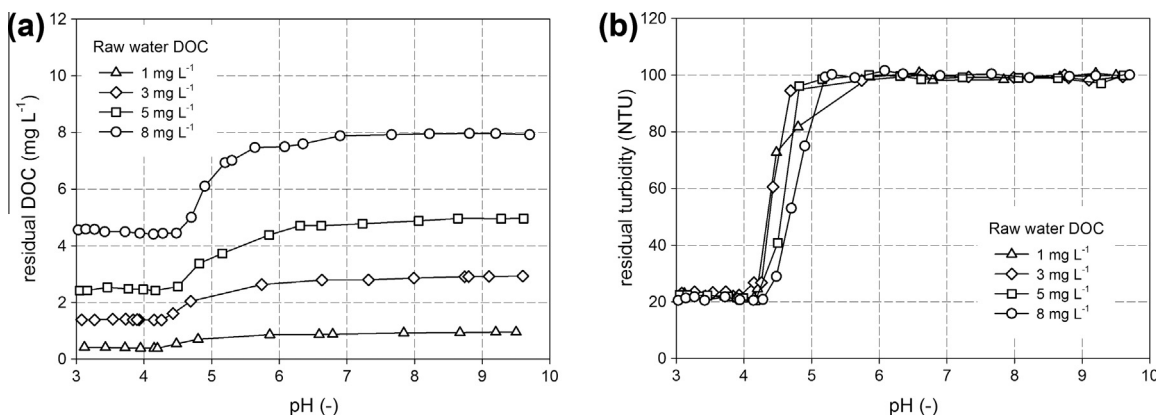 (a)
12
10
8
6
4
2
0
residual DOC (mg L⁻¹)
Raw water DOC
1 mg L⁻¹
3 mg L⁻¹
5 mg L⁻¹
8 mg L⁻¹
3 4 5 6 7 8 9 10
pH (-)
(b)
120
100
80
60
40
20
0
residual turbidity (NTU)
Raw water DOC
1 mg L⁻¹
3 mg L⁻¹
5 mg L⁻¹
8 mg L⁻¹
3 4 5 6 7 8 9 10
pH (-)